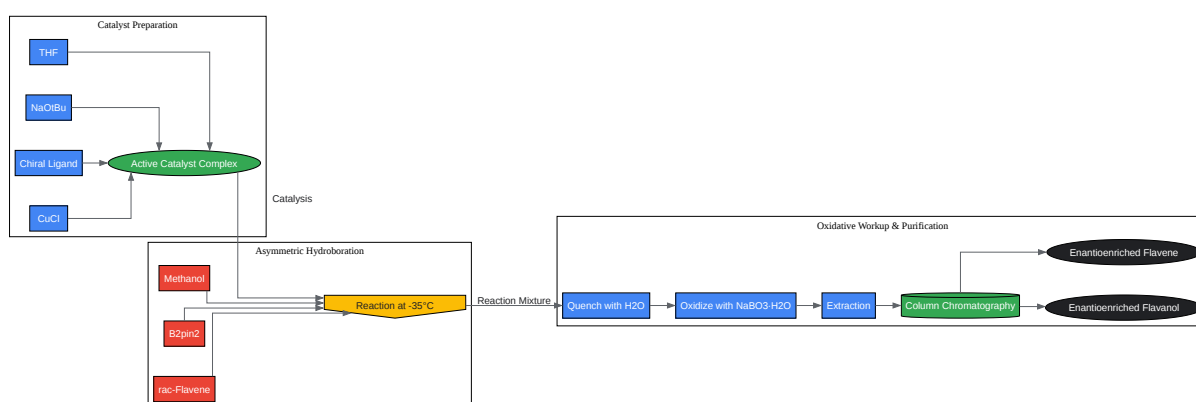 Catalyst Preparation
THF
NaOtBu
Chiral Ligand
Active Catalyst Complex
CuCl
Catalysis
Asymmetric Hydroboration
Methanol
Reaction at -35°C
B2pin2
rac-Flavene
Reaction Mixture
Oxidative Workup & Purification
Quench with H2O
Oxidize with NaBO3·H2O
Extraction
Column Chromatography
Enantioenriched Flavene
Enantioenriched Flavanol